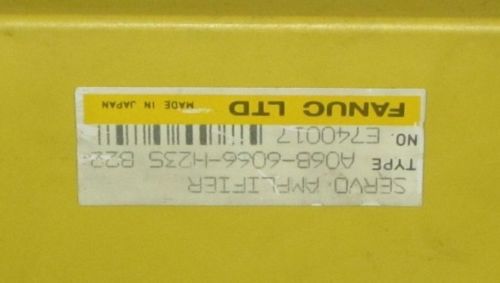 SERVO AMPLIFIER
TYPE A06B-6066-H235 B22
NO. E740017
FANUC LTD MADE IN JAPAN